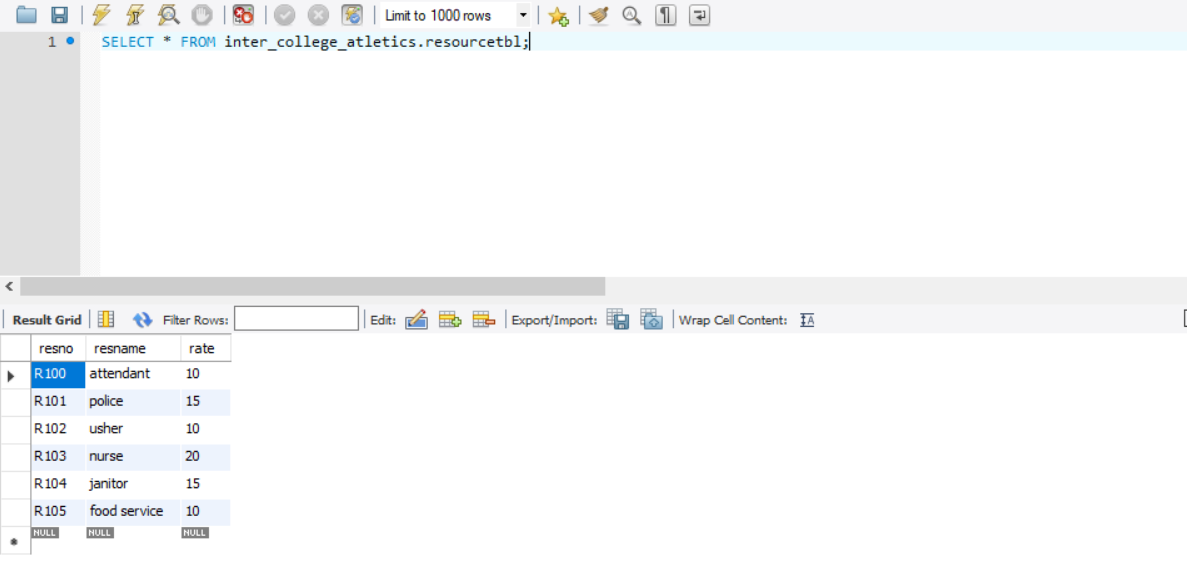 Limit to 1000 rows
1 SELECT * FROM inter_college_atletics.resourcetbl;
Result Grid Filter Rows: Edit: Export/Import: Wrap Cell Content: IA
resno resname rate
R100 attendant 10
R101 police 15
R102 usher 10
R103 nurse 20
R104 janitor 15
R105 food service 10
NULL NULL NULL